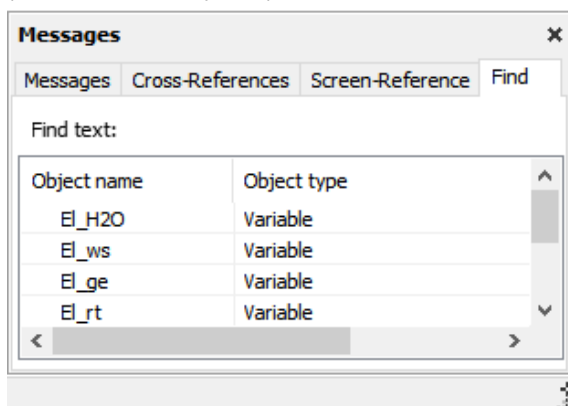 Messages
Messages Cross-References Screen-Reference Find
Find text:
Object name Object type
El_H2O Variable
El_ws Variable
El_ge Variable
El_rt Variable